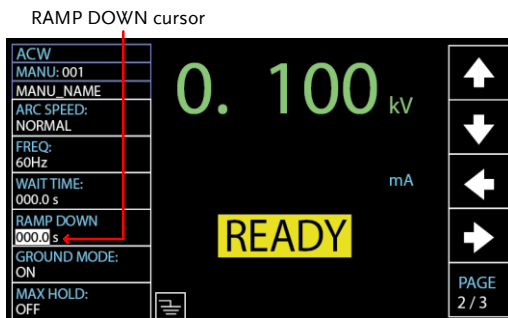 RAMP DOWN cursor
ACW
MANU: 001
MANU_NAME
ARC SPEED:
NORMAL
FREQ:
60Hz
WAIT TIME:
000.0 s
RAMP DOWN
000.0 s
GROUND MODE:
ON
MAX HOLD:
OFF
0. 100 kV
mA
READY
PAGE
2 / 3